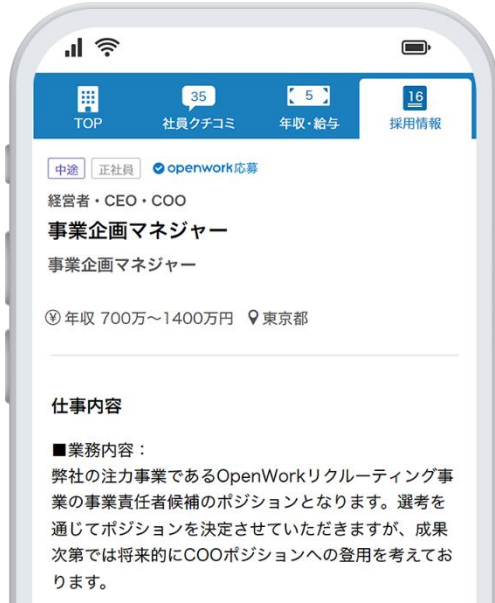 35
5
16
TOP
社員クチコミ
年収・給与
採用情報
中途 正社員 openwork応募
経営者・CEO・COO
事業企画マネジャー
事業企画マネジャー
年収 700万～1400万円 東京都
仕事内容
■業務内容：
弊社の注力事業であるOpenWorkリクルーティング事
業の事業責任者候補のポジションとなります。選考を
通じてポジションを決定させていただきますが、成果
次第では将来的にCOOポジションへの登用を考えてお
ります。